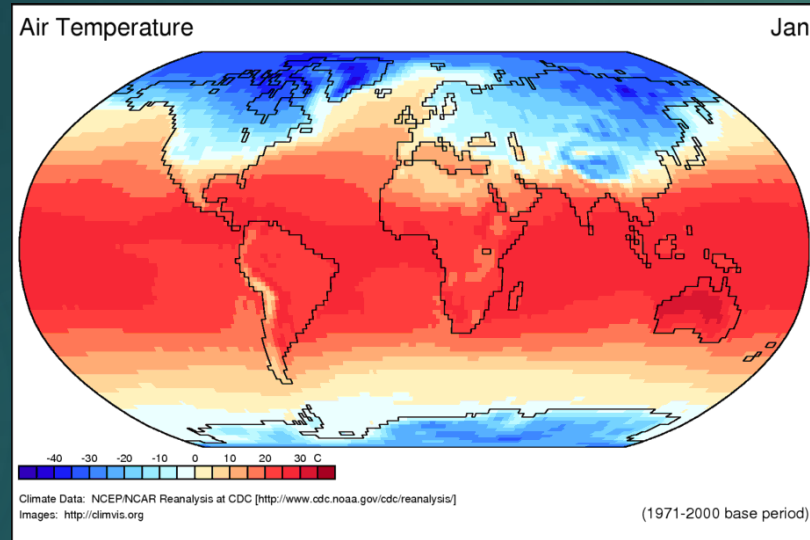 Air Temperature
Jan
-40 -30 -20 -10 0 10 20 30 C
Climate Data: NCEP/NCAR Reanalysis at CDC [http://www.cdc.noaa.gov/cdc/reanalysis/]
Images: http://climvis.org
(1971-2000 base period)